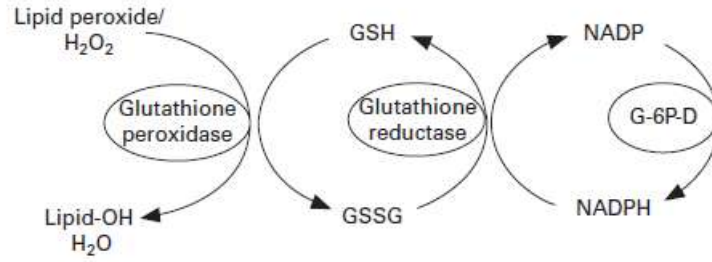 Lipid peroxide/
H₂O₂
GSH
NADP
Glutathione
peroxidase
Glutathione
reductase
G-6P-D
Lipid-OH
H₂O
GSSG
NADPH